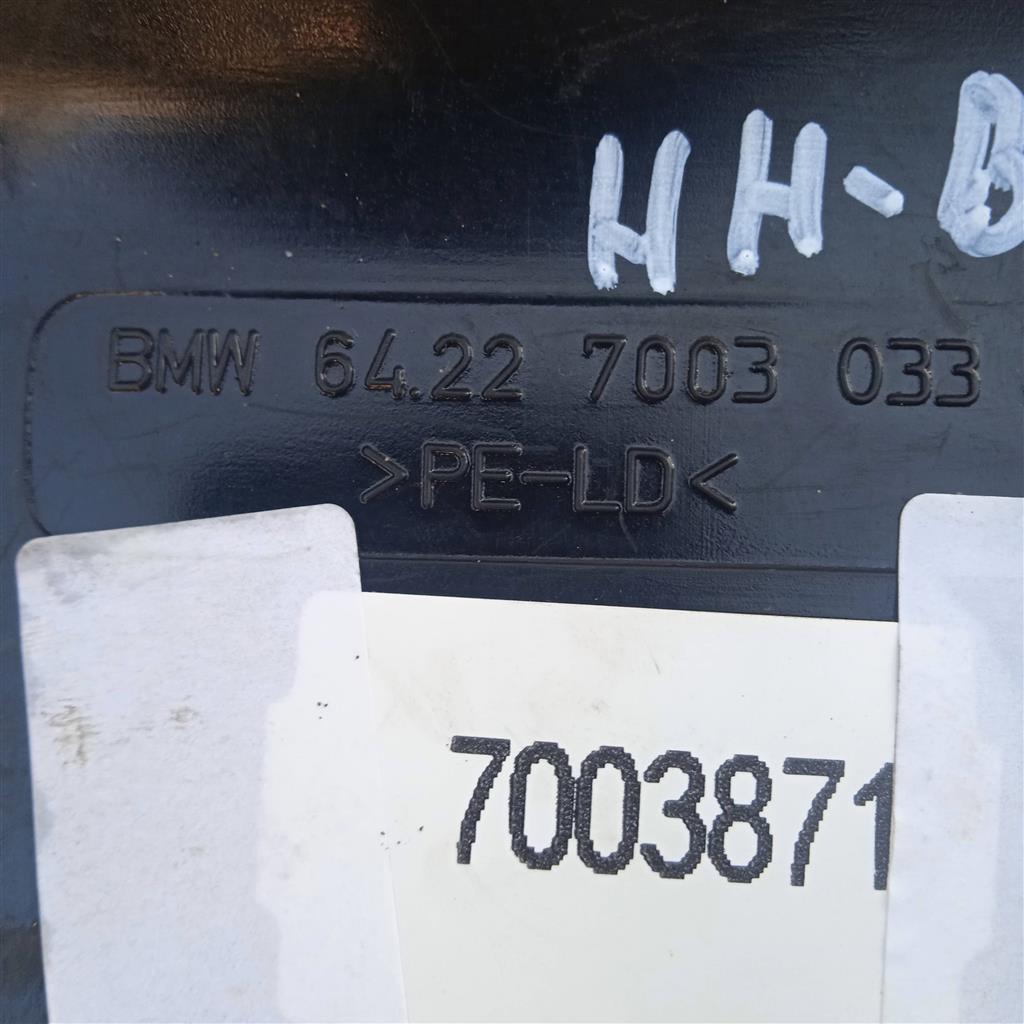 HH-B
BMW 64.22 7003 033
>PE-LD<
7003871